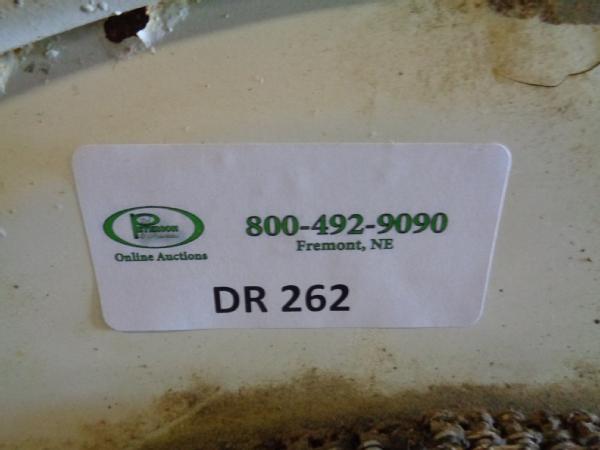 Online Auctions
800-492-9090
Fremont, NE
DR 262